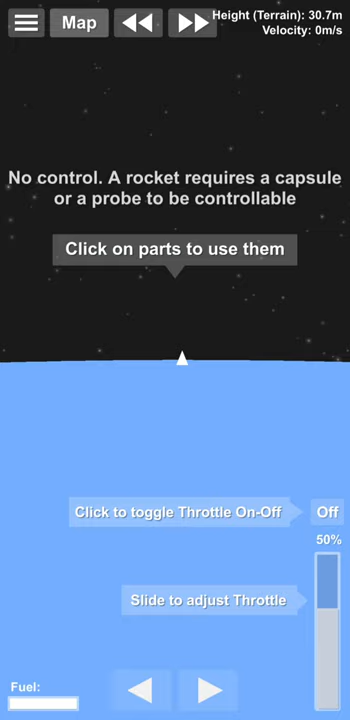 Map
Height (Terrain): 30.7m
Velocity: 0m/s
No control. A rocket requires a capsule
or a probe to be controllable
Click on parts to use them
Click to toggle Throttle On-Off
Off
50%
Slide to adjust Throttle
Fuel: